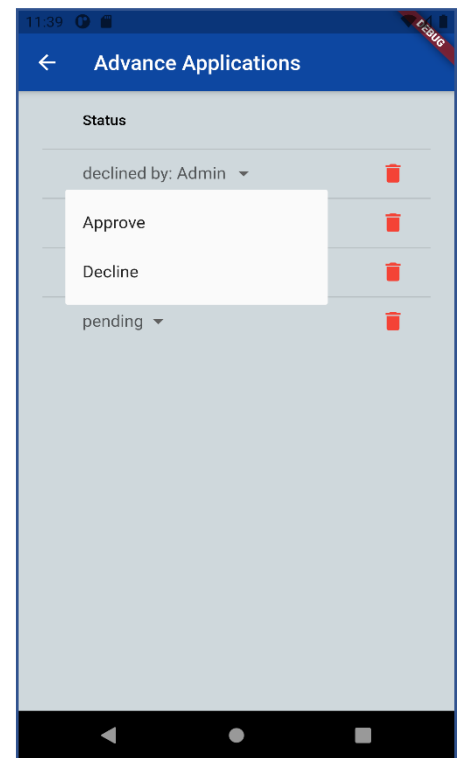 11:39
DEBUG
Advance Applications
Status
declined by: Admin
Approve
Decline
pending